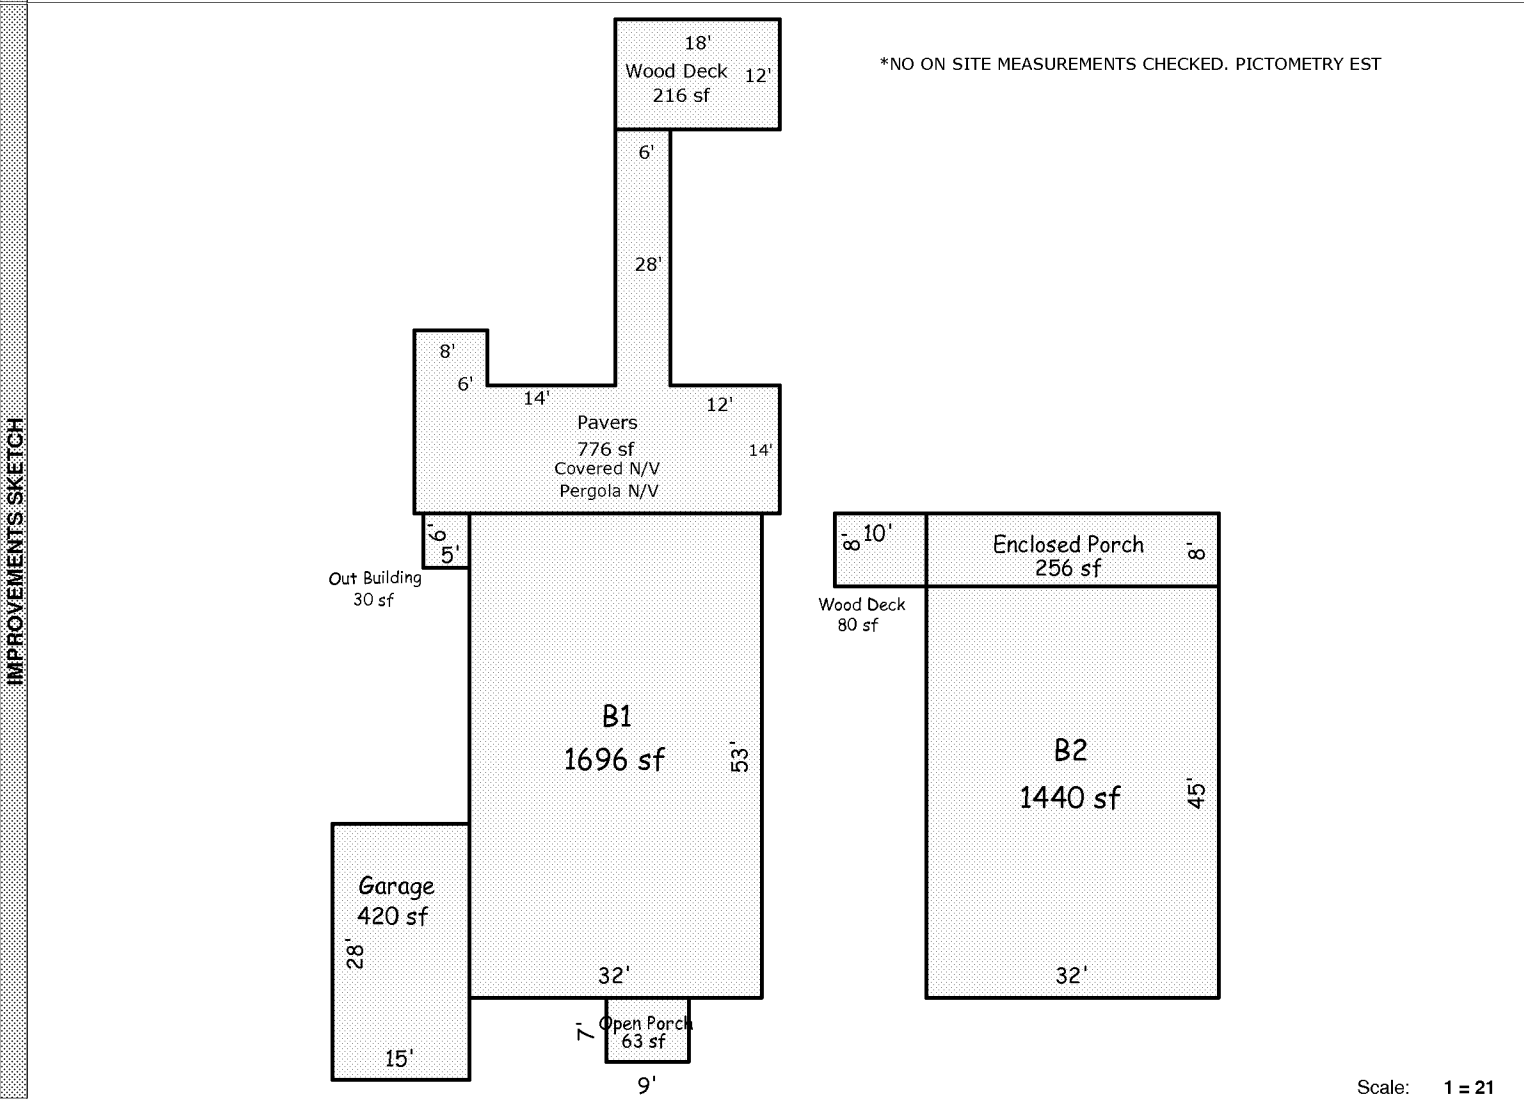 IMPROVEMENTS SKETCH
*NO ON SITE MEASUREMENTS CHECKED. PICTOMETRY EST
18'
Wood Deck
12'
216 sf
6'
28'
8'
6'
14'
12'
Pavers
776 sf
14'
Covered N/V
Pergola N/V
6'
5'
Out Building
30 sf
8'
10'
Enclosed Porch
256 sf
8'
Wood Deck
80 sf
B1
1696 sf
53'
B2
1440 sf
45'
Garage
420 sf
28'
15'
32'
32'
Open Porch
63 sf
7'
9'
Scale: 1 = 21